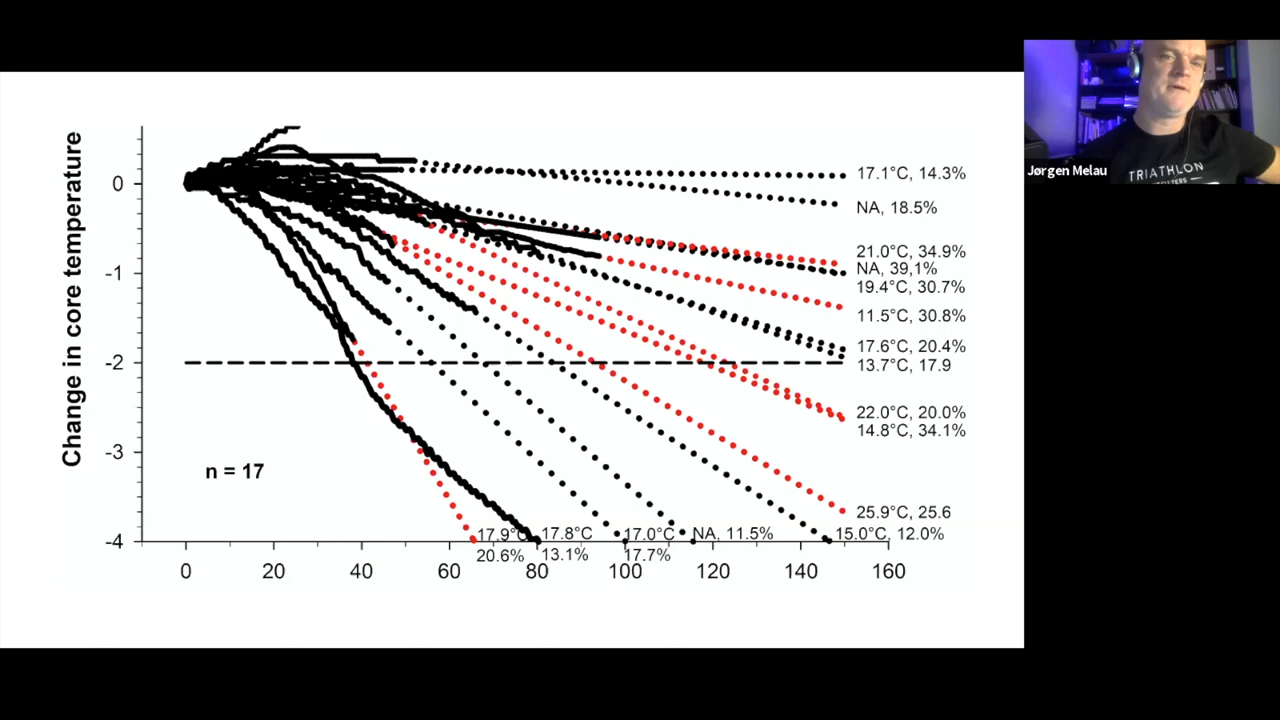 Change in core temperature
0
-1
-2
-3
-4
n = 17
0
20
40
60
80
100
120
140
160
17.1°C, 14.3%
NA, 18.5%
21.0°C, 34.9%
NA, 39,1%
19.4°C, 30.7%
11.5°C, 30.8%
17.6°C, 20.4%
13.7°C, 17.9
22.0°C, 20.0%
14.8°C, 34.1%
25.9°C, 25.6
17.9°C
20.6%
17.8°C
13.1%
17.0°C
17.7%
NA, 11.5%
15.0°C, 12.0%
Jørgen Melau
TRIATHLON